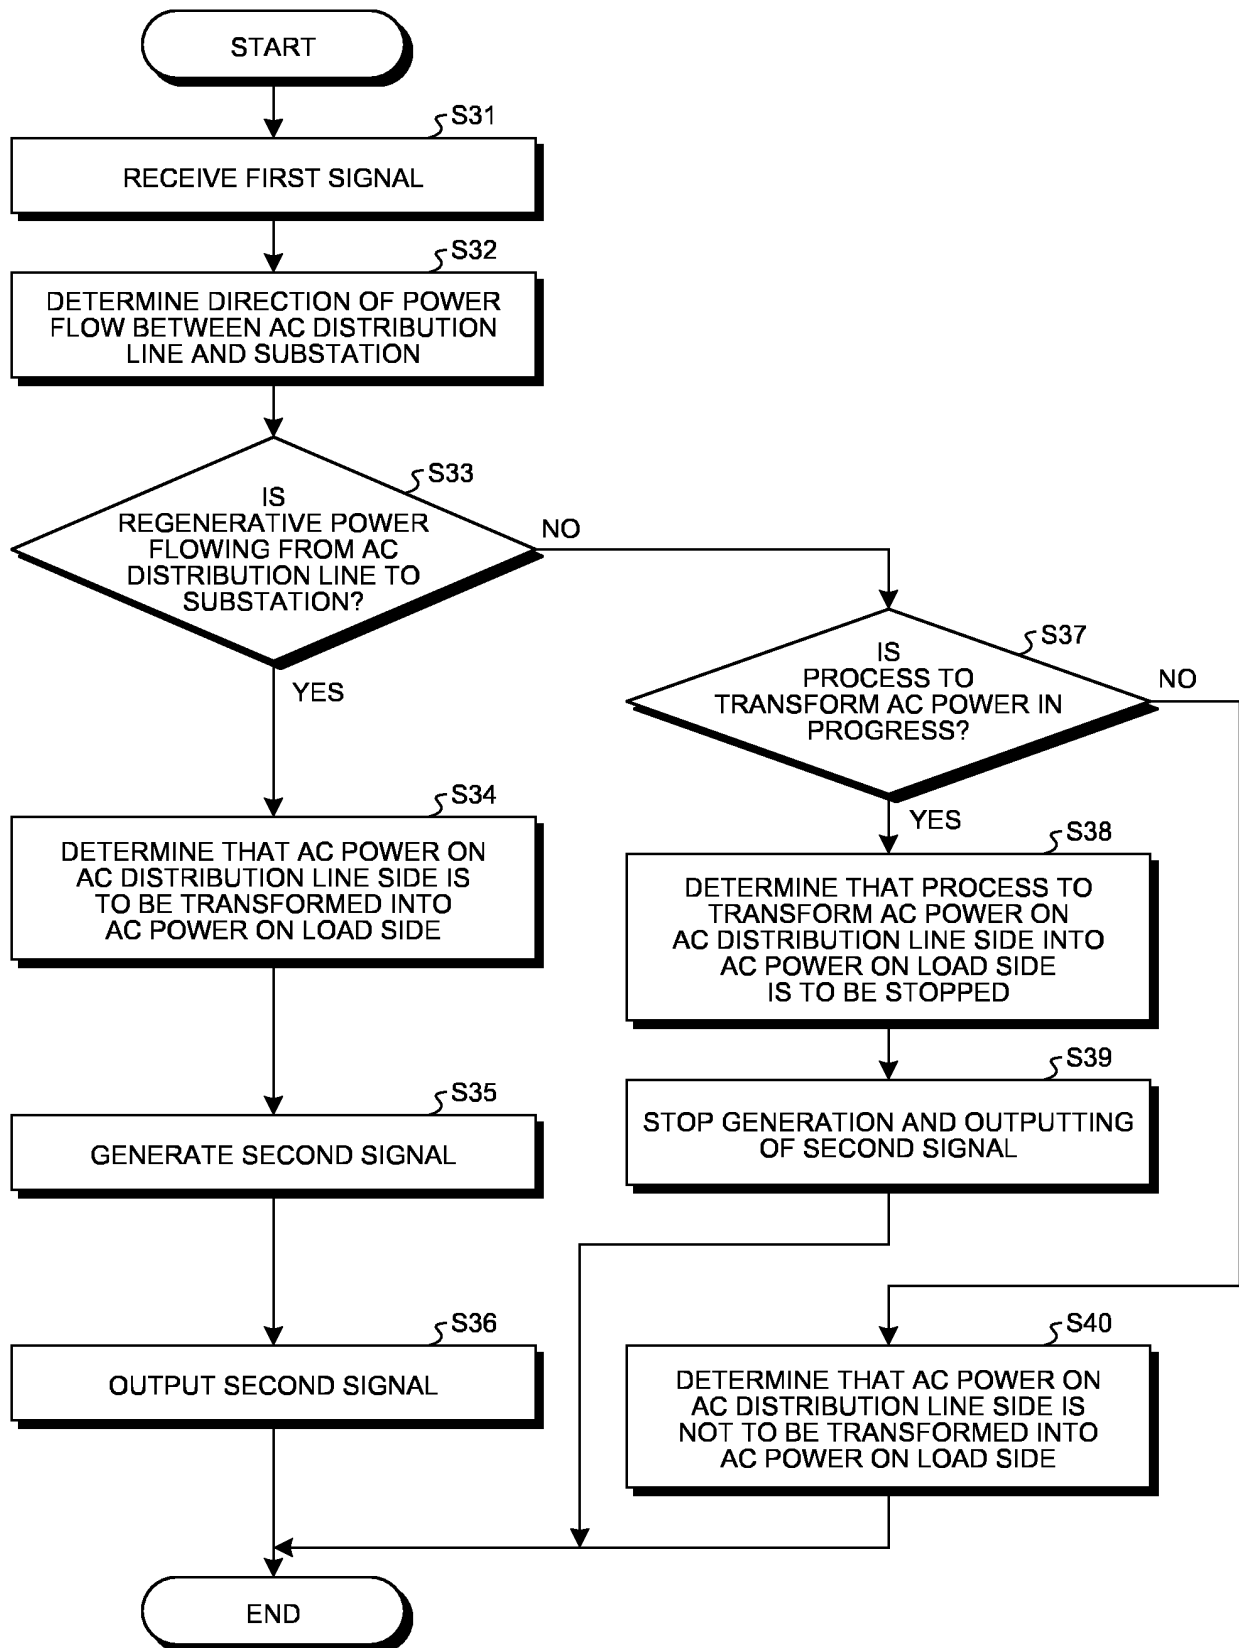 START
S31
RECEIVE FIRST SIGNAL
S32
DETERMINE DIRECTION OF POWER
FLOW BETWEEN AC DISTRIBUTION
LINE AND SUBSTATION
S33
IS
REGENERATIVE POWER
FLOWING FROM AC
DISTRIBUTION LINE TO
SUBSTATION?
NO
YES
S34
DETERMINE THAT AC POWER ON
AC DISTRIBUTION LINE SIDE IS
TO BE TRANSFORMED INTO
AC POWER ON LOAD SIDE
S35
GENERATE SECOND SIGNAL
S36
OUTPUT SECOND SIGNAL
S37
IS
PROCESS TO
TRANSFORM AC POWER IN
PROGRESS?
NO
YES
S38
DETERMINE THAT PROCESS TO
TRANSFORM AC POWER ON
AC DISTRIBUTION LINE SIDE INTO
AC POWER ON LOAD SIDE
IS TO BE STOPPED
S39
STOP GENERATION AND OUTPUTTING
OF SECOND SIGNAL
S40
DETERMINE THAT AC POWER ON
AC DISTRIBUTION LINE SIDE IS
NOT TO BE TRANSFORMED INTO
AC POWER ON LOAD SIDE
END